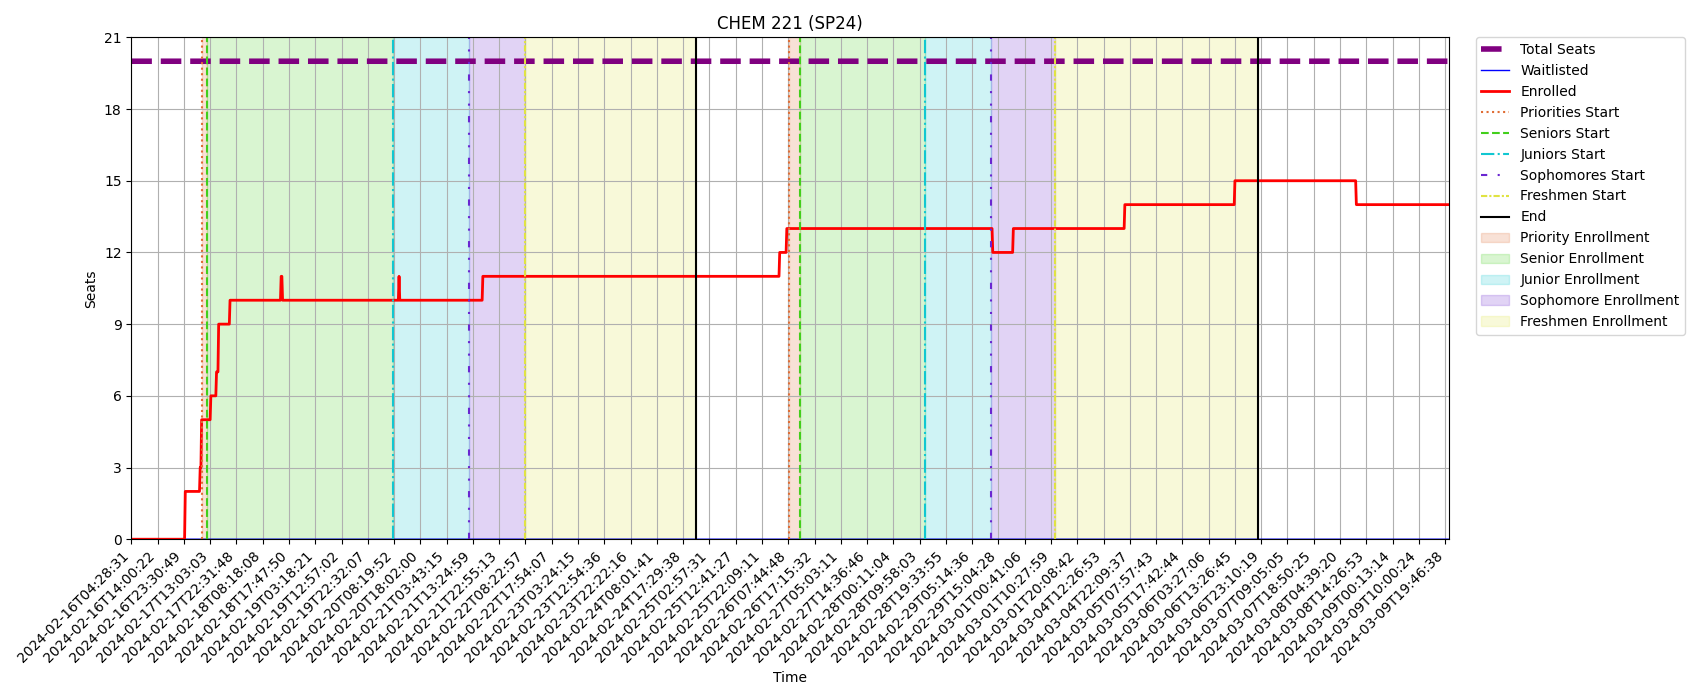 CHEM 221 (SP24)
Seats
21
18
15
12
9
6
3
0
2024-02-16T04:28:31
2024-02-16T14:00:22
2024-02-16T23:30:49
2024-02-17T13:03:03
2024-02-17T22:31:48
2024-02-18T08:18:08
2024-02-18T17:47:50
2024-02-19T03:18:21
2024-02-19T12:57:02
2024-02-19T22:32:07
2024-02-20T08:19:52
2024-02-20T18:02:00
2024-02-21T03:43:15
2024-02-21T13:24:59
2024-02-21T22:55:13
2024-02-22T08:22:57
2024-02-22T17:54:07
2024-02-23T03:24:15
2024-02-23T12:54:36
2024-02-23T22:22:16
2024-02-24T08:01:41
2024-02-24T17:29:38
2024-02-25T02:57:31
2024-02-25T12:41:27
2024-02-25T22:09:11
2024-02-26T07:44:48
2024-02-26T17:15:32
2024-02-27T05:03:11
2024-02-27T14:36:46
2024-02-28T00:11:04
2024-02-28T09:58:03
2024-02-28T19:33:55
2024-02-29T05:14:36
2024-02-29T15:04:28
2024-03-01T00:41:06
2024-03-01T10:27:59
2024-03-01T20:08:42
2024-03-04T12:26:53
2024-03-04T22:09:37
2024-03-05T07:57:43
2024-03-05T17:42:44
2024-03-06T03:27:06
2024-03-06T13:26:45
2024-03-06T23:10:19
2024-03-07T09:05:05
2024-03-07T18:50:25
2024-03-08T04:39:20
2024-03-08T14:26:53
2024-03-09T00:13:14
2024-03-09T10:00:24
2024-03-09T19:46:38
Time
Total Seats
Waitlisted
Enrolled
Priorities Start
Seniors Start
Juniors Start
Sophomores Start
Freshmen Start
End
Priority Enrollment
Senior Enrollment
Junior Enrollment
Sophomore Enrollment
Freshmen Enrollment